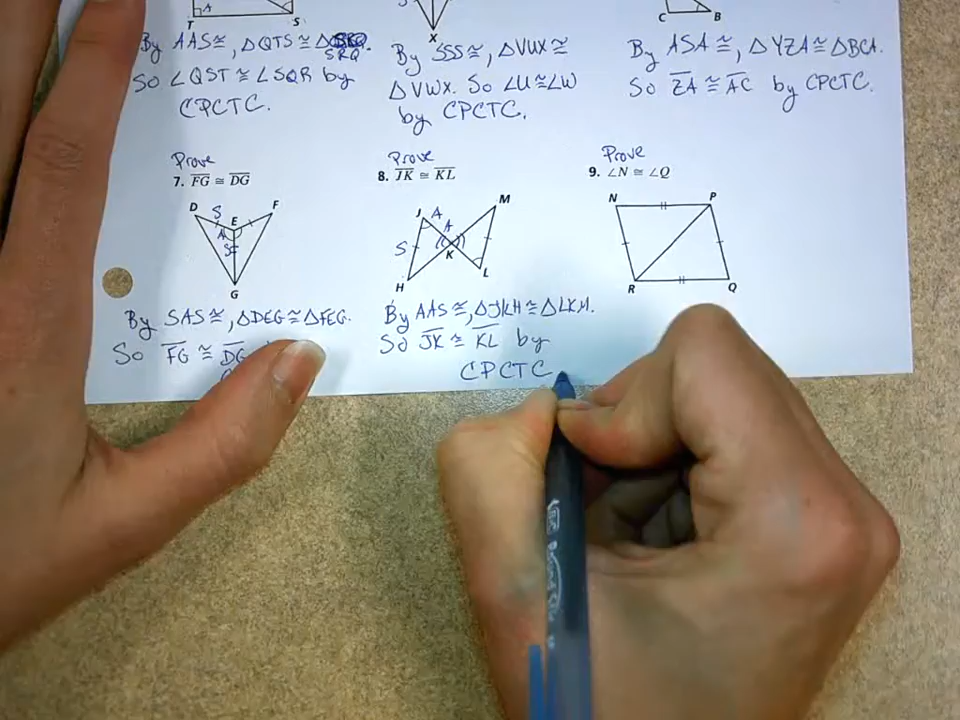 T A S
X
C B
By AAS ≅, △QTS ≅ △SRQ.
So ∠QST ≅ ∠SQR by
CPCTC.
By SSS ≅, △VUX ≅
△VWX. So ∠U ≅ ∠W
by CPCTC.
By ASA ≅, △YZA ≅ △BCA.
So ZA ≅ AC by CPCTC.
Prove
7. FG ≅ DG
D S E F
A
S
G
By SAS ≅, △DEG ≅ △FEG.
So FG ≅ DG
Prove
8. JK ≅ KL
J A M
A
S K
H L
By AAS ≅, △JKH ≅ △LKM.
So JK ≅ KL by
CPCTC
Prove
9. ∠N ≅ ∠Q
N P
R Q